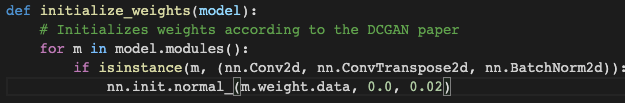 def initialize_weights(model):
    # Initializes weights according to the DCGAN paper
    for m in model.modules():
        if isinstance(m, (nn.Conv2d, nn.ConvTranspose2d, nn.BatchNorm2d)):
            nn.init.normal_(m.weight.data, 0.0, 0.02)